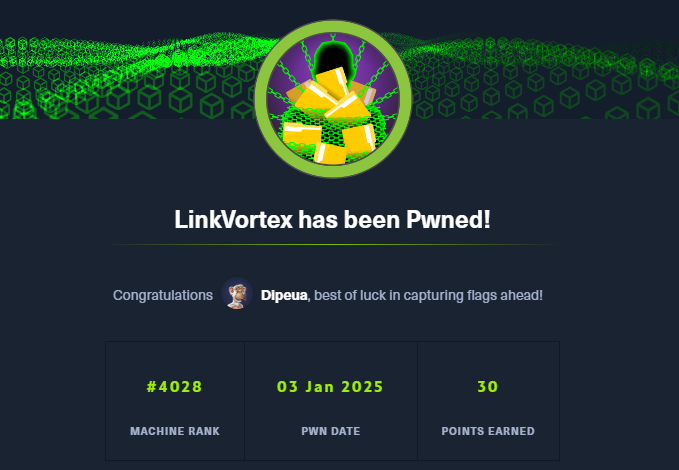 LinkVortex has been Pwned!
Congratulations Dipeua, best of luck in capturing flags ahead!
#4028 03 Jan 2025 30
MACHINE RANK PWN DATE POINTS EARNED